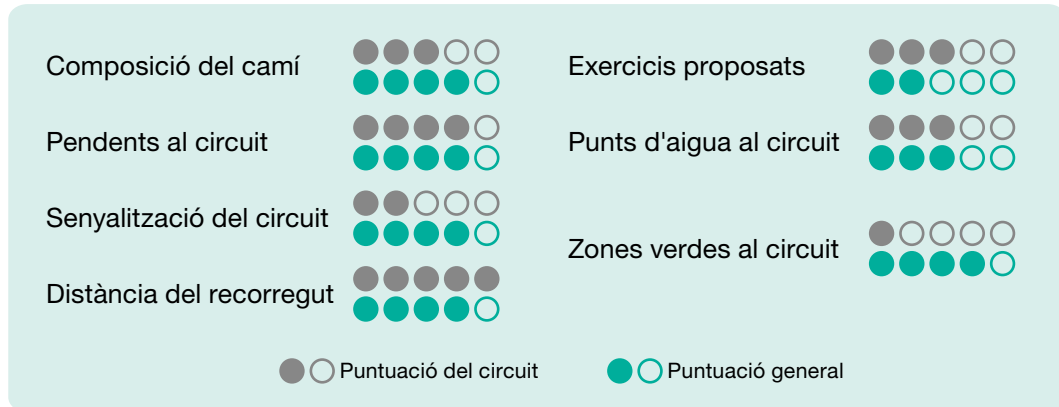 Composició del camí
Pendents al circuit
Senyalització del circuit
Distància del recorregut
Exercicis proposats
Punts d'aigua al circuit
Zones verdes al circuit
Puntuació del circuit
Puntuació general